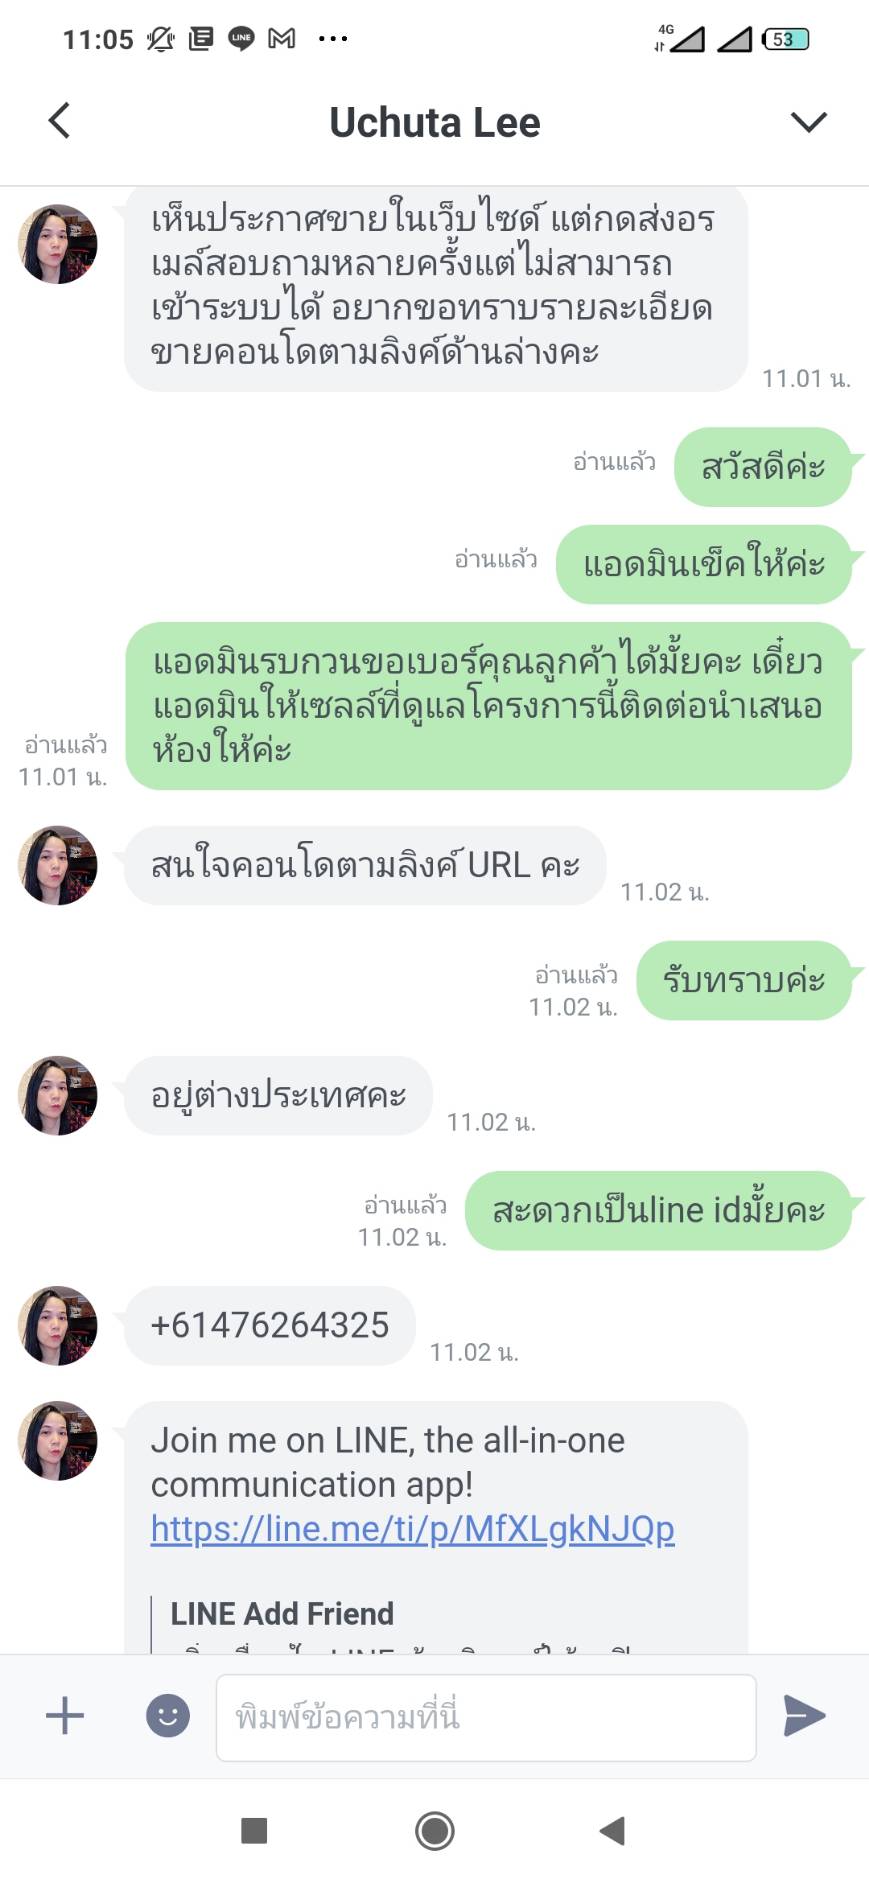 11:05
LINE
4G
53
Uchuta Lee
เห็นประกาศขายในเว็บไซด์ แต่กดส่งอร
เมล์สอบถามหลายครั้งแต่ไม่สามารถ
เข้าระบบได้ อยากขอทราบรายละเอียด
ขายคอนโดตามลิงค์ด้านล่างคะ
11.01 น.
อ่านแล้ว
สวัสดีค่ะ
อ่านแล้ว
แอดมินเช็คให้ค่ะ
แอดมินรบกวนขอเบอร์คุณลูกค้าได้มั้ยคะ เดี๋ยว
แอดมินให้เซลล์ที่ดูแลโครงการนี้ติดต่อนำเสนอ
ห้องให้ค่ะ
อ่านแล้ว
11.01 น.
สนใจคอนโดตามลิงค์ URL คะ
11.02 น.
อ่านแล้ว
11.02 น.
รับทราบค่ะ
อยู่ต่างประเทศคะ
11.02 น.
อ่านแล้ว
11.02 น.
สะดวกเป็นline idมั้ยคะ
+61476264325
11.02 น.
Join me on LINE, the all-in-one
communication app!
https://line.me/ti/p/MfXLgkNJQp
LINE Add Friend
พิมพ์ข้อความที่นี่